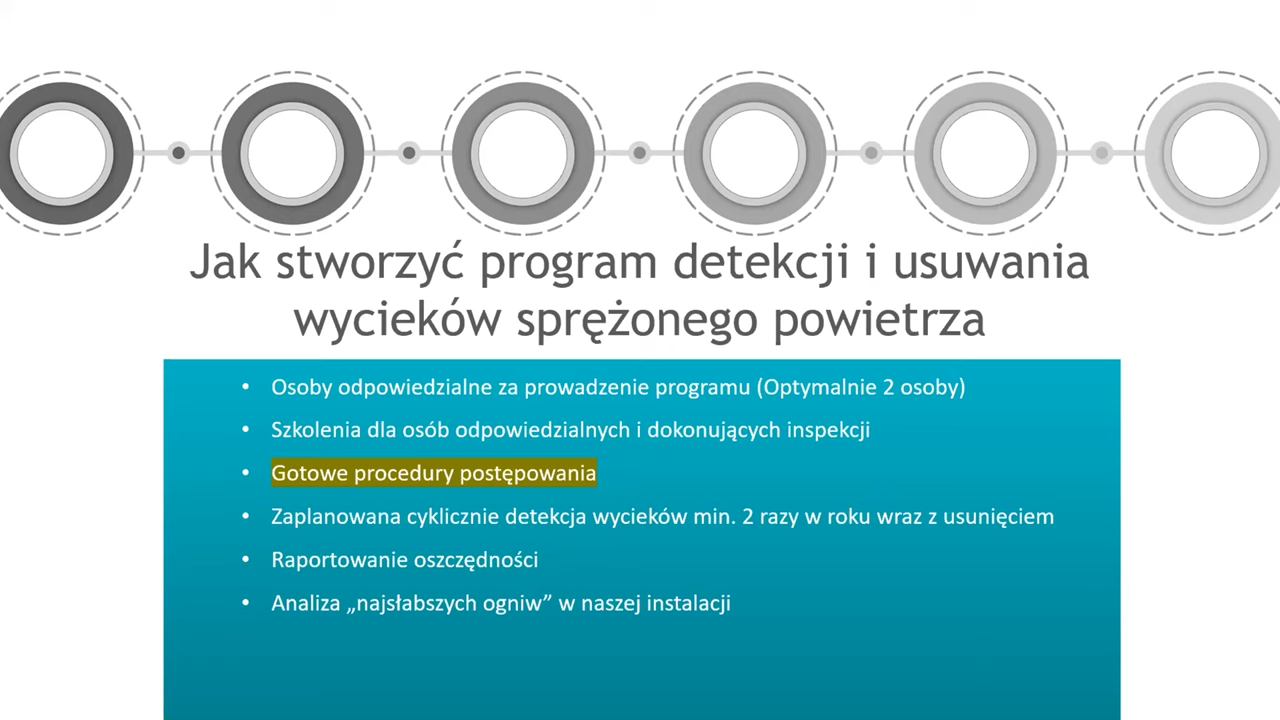 Jak stworzyć program detekcji i usuwania
wycieków sprężonego powietrza
• Osoby odpowiedzialne za prowadzenie programu (Optymalnie 2 osoby)
• Szkolenia dla osób odpowiedzialnych i dokonujących inspekcji
• Gotowe procedury postępowania
• Zaplanowana cyklicznie detekcja wycieków min. 2 razy w roku wraz z usunięciem
• Raportowanie oszczędności
• Analiza „najsłabszych ogniw” w naszej instalacji